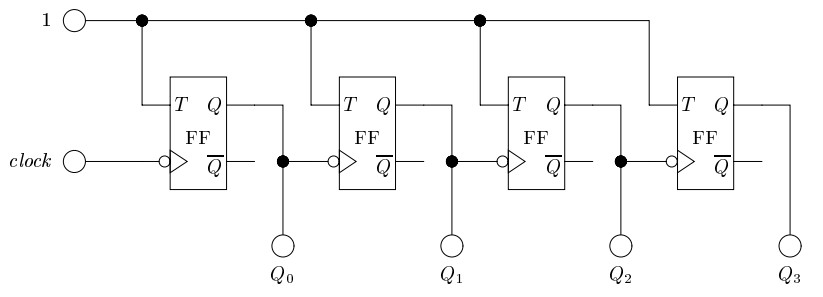 1
T Q T Q T Q T Q
FF FF FF FF
clock Q̅ Q̅ Q̅ Q̅
Q₀ Q₁ Q₂ Q₃